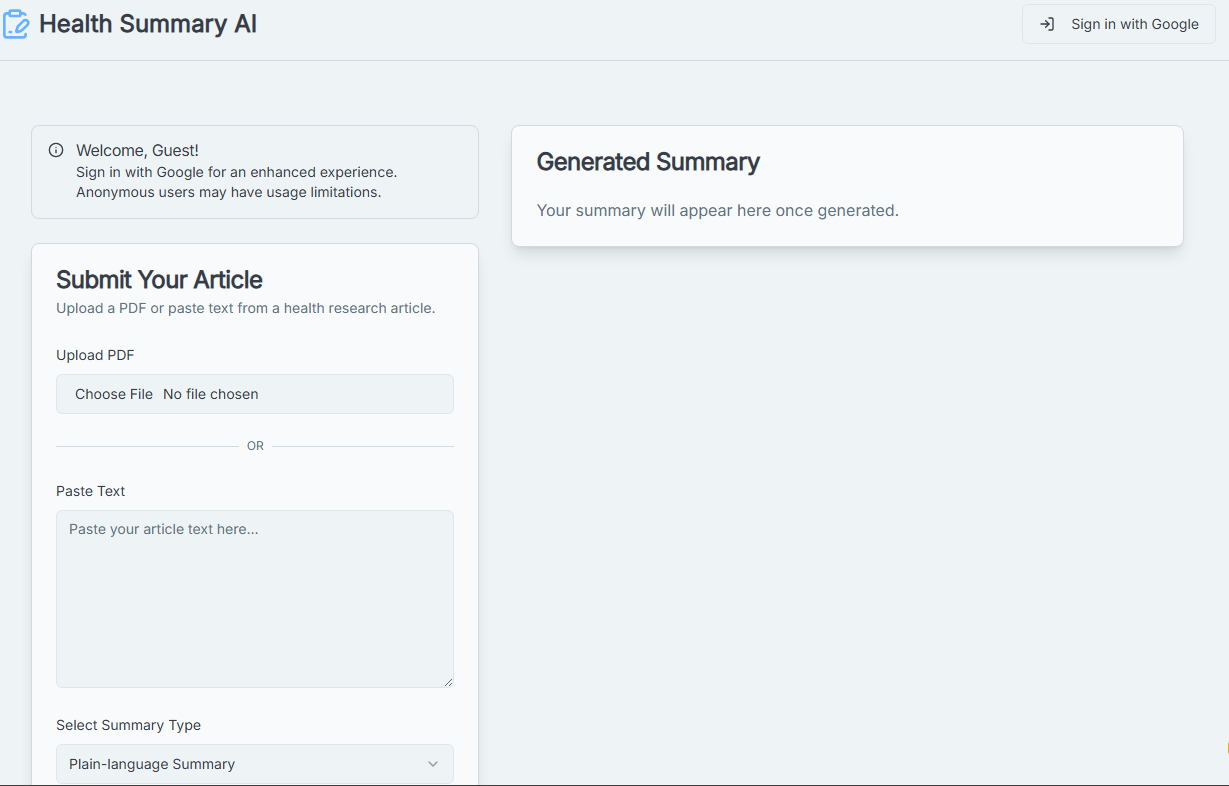 Health Summary AI
Sign in with Google
Welcome, Guest!
Sign in with Google for an enhanced experience.
Anonymous users may have usage limitations.
Submit Your Article
Upload a PDF or paste text from a health research article.
Upload PDF
Choose File No file chosen
OR
Paste Text
Paste your article text here...
Select Summary Type
Plain-language Summary
Generated Summary
Your summary will appear here once generated.